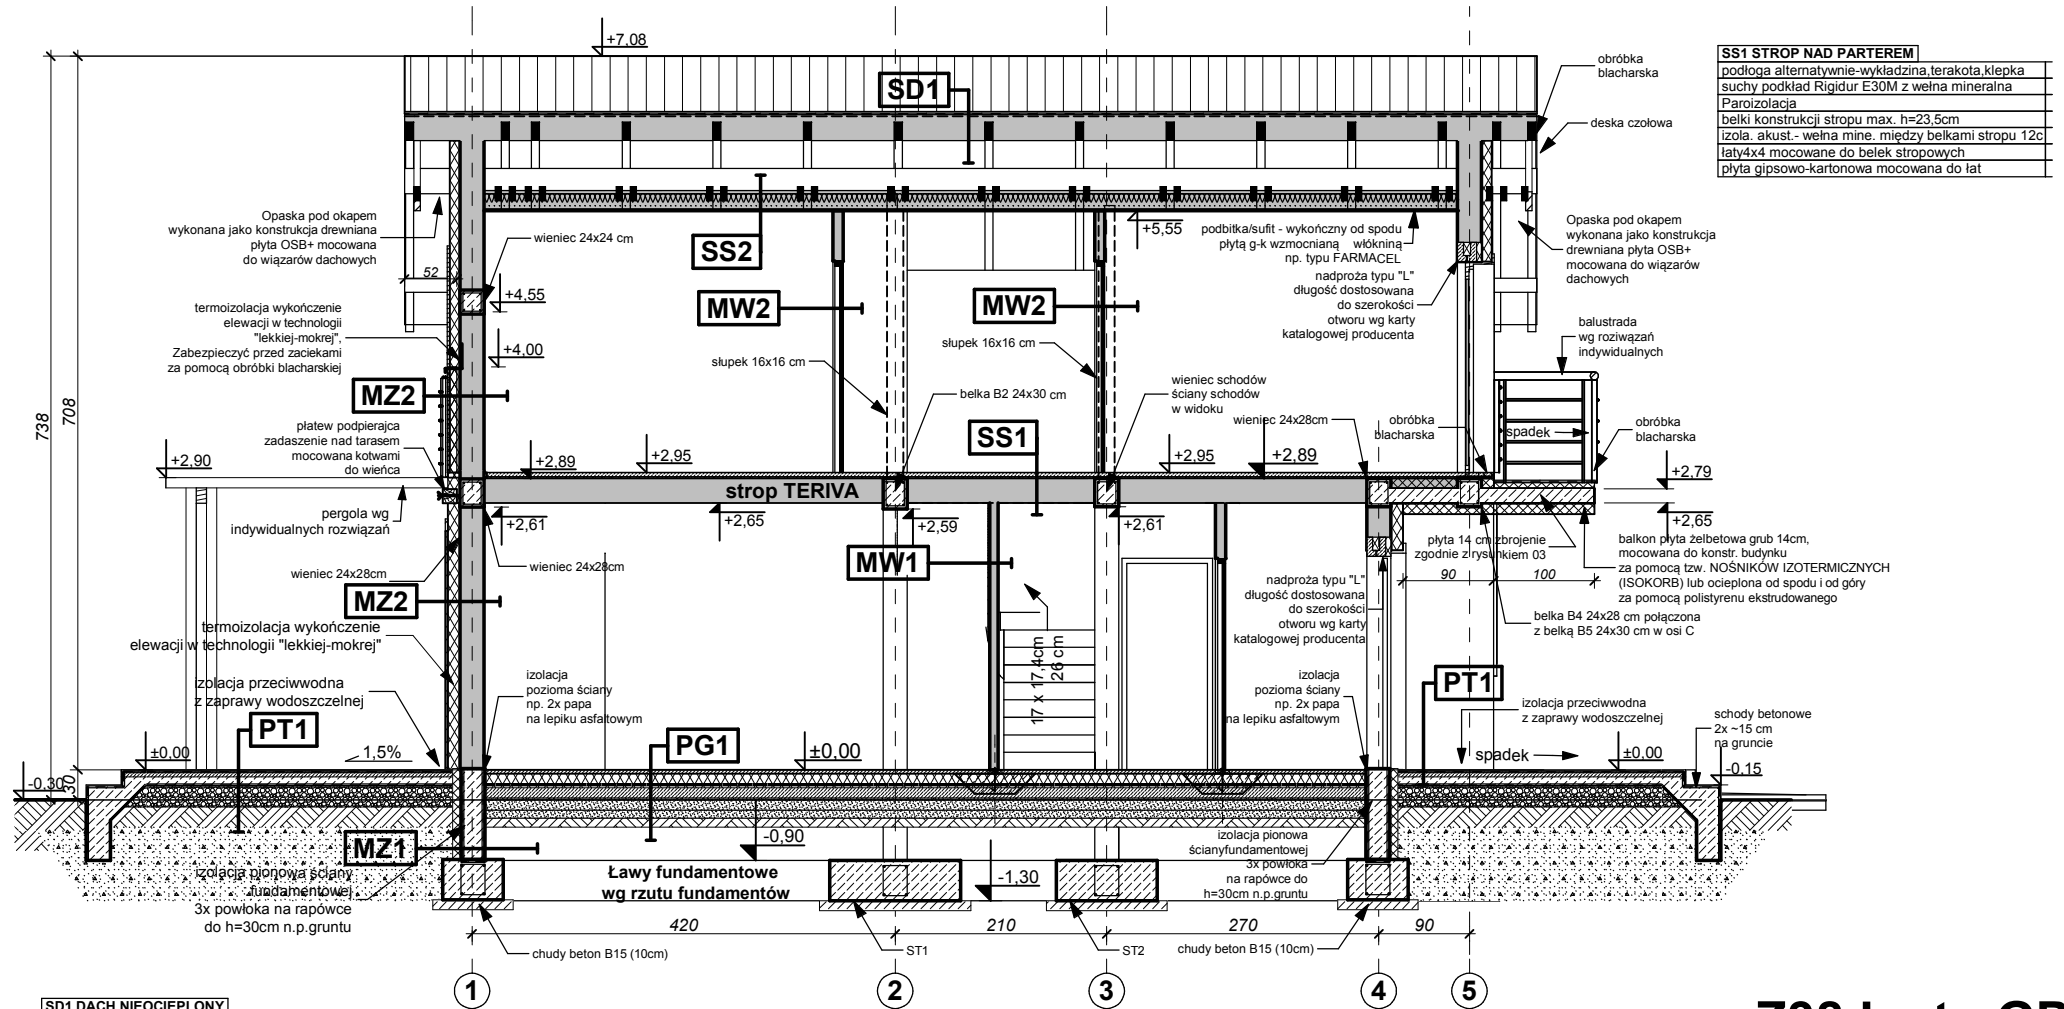 +7,08
SD1
obróbka
blacharska
deska czołowa
SS1 STROP NAD PARTEREM
podłoga alternatywnie-wykładzina,terakota,klepka
suchy podkład Rigidur E30M z wełna mineralna
Paroizolacja
belki konstrukcji stropu max. h=23,5cm
izola. akust.- wełna mine. między belkami stropu 12c
łaty4x4 mocowane do belek stropowych
płyta gipsowo-kartonowa mocowana do łat
Opaska pod okapem
wykonana jako konstrukcja drewniana
płyta OSB+ mocowana
do wiązarów dachowych
52
wieniec 24x24 cm
SS2
+5,55
podbitka/sufit - wykończny od spodu
płytą g-k wzmocnianą włókniną
np. typu FARMACEL
Opaska pod okapem
wykonana jako konstrukcja
drewniana płyta OSB+
mocowana do wiązarów
dachowych
nadproża typu "L"
długość dostosowana
do szerokości
otworu wg karty
katalogowej producenta
+4,55
MW2
MW2
termoizolacja wykończenie
elewacji w technologii
"lekkiej-mokrej",
Zabezpieczyć przed zaciekami
za pomocą obróbki blacharskiej
+4,00
słupek 16x16 cm
słupek 16x16 cm
balustrada
wg roziwązań
indywidualnych
MZ2
belka B2 24x30 cm
wieniec schodów
ściany schodów
w widoku
wieniec 24x28cm
obróbka
blacharska
spadek
obróbka
blacharska
738
708
płatew podpierajca
zadaszenie nad tarasem
mocowana kotwami
do wieńca
SS1
+2,90
+2,89
+2,95
+2,95
+2,89
+2,79
strop TERIVA
pergola wg
indywidualnych rozwiązań
+2,61
+2,65
+2,59
+2,61
+2,65
płyta 14 cm zbrojenie
zgodnie z rysunkiem 03
balkon płyta żelbetowa grub 14cm,
mocowana do konstr. budynku
za pomocą tzw. NOŚNIKÓW IZOTERMICZNYCH
(ISOKORB) lub ocieplona od spodu i od góry
za pomocą polistyrenu ekstrudowanego
wieniec 24x28cm
wieniec 24x28cm
MW1
90
100
MZ2
nadproża typu "L"
długość dostosowana
do szerokości
otworu wg karty
katalogowej producenta
belka B4 24x28 cm połączona
z belką B5 24x30 cm w osi C
termoizolacja wykończenie
elewacji w technologii "lekkiej-mokrej"
17 x 17,4cm
26 cm
izolacja przeciwwodna
z zaprawy wodoszczelnej
izolacja
pozioma ściany
np. 2x papa
na lepiku asfaltowym
izolacja
pozioma ściany
np. 2x papa
na lepiku asfaltowym
PT1
izolacja przeciwwodna
z zaprawy wodoszczelnej
schody betonowe
2x ~15 cm
na gruncie
PT1
PG1
±0,00
1,5%
±0,00
spadek
±0,00
-0,30
30
-0,15
-0,90
MZ1
izolacja pionowa ściany
fundamentowej
3x powłoka na rapówce
do h=30cm n.p.gruntu
Ławy fundamentowe
wg rzutu fundamentów
-1,30
izolacja pionowa
ścianyfundamentowej
3x powłoka
na rapówce do
h=30cm n.p.gruntu
420
210
270
90
chudy beton B15 (10cm)
ST1
ST2
chudy beton B15 (10cm)
1
2
3
4
5
SD1 DACH NIEOCIEPLONY